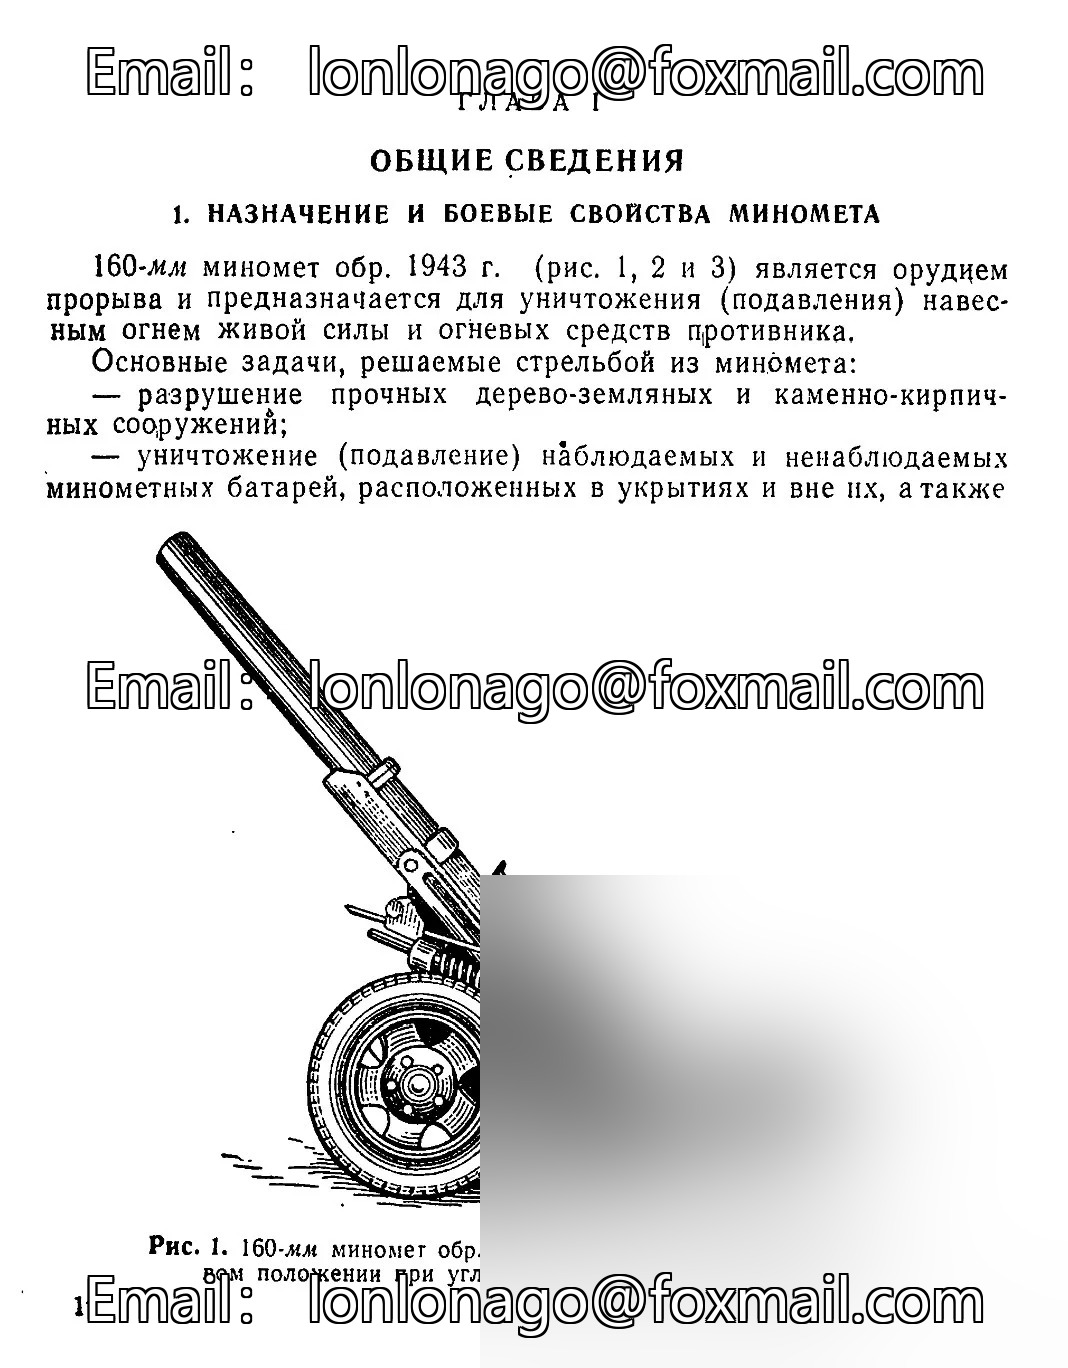 Email: lonlonago@foxmail.com
ГЛАВА I
ОБЩИЕ СВЕДЕНИЯ
1. НАЗНАЧЕНИЕ И БОЕВЫЕ СВОЙСТВА МИНОМЕТА
160-мм миномет обр. 1943 г. (рис. 1, 2 и 3) является орудием
прорыва и предназначается для уничтожения (подавления) навес-
ным огнем живой силы и огневых средств противника.
Основные задачи, решаемые стрельбой из миномета:
— разрушение прочных дерево-земляных и каменно-кирпич-
ных сооружений;
— уничтожение (подавление) наблюдаемых и ненаблюдаемых
минометных батарей, расположенных в укрытиях и вне их, а также
Email: lonlonago@foxmail.com
Рис. 1. 160-мм миномет обр.
вом положении при угл
Email: lonlonago@foxmail.com